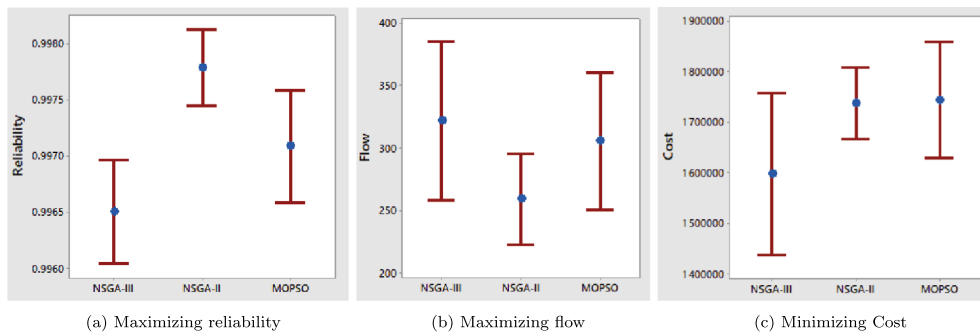 Reliability
0.9980
0.9975
0.9970
0.9965
0.9960
NSGA-III NSGA-II MOPSO
(a) Maximizing reliability
Flow
400
350
300
250
200
NSGA-III NSGA-II MOPSO
(b) Maximizing flow
Cost
1900000
1800000
1700000
1600000
1500000
1400000
NSGA-III NSGA-II MOPSO
(c) Minimizing Cost